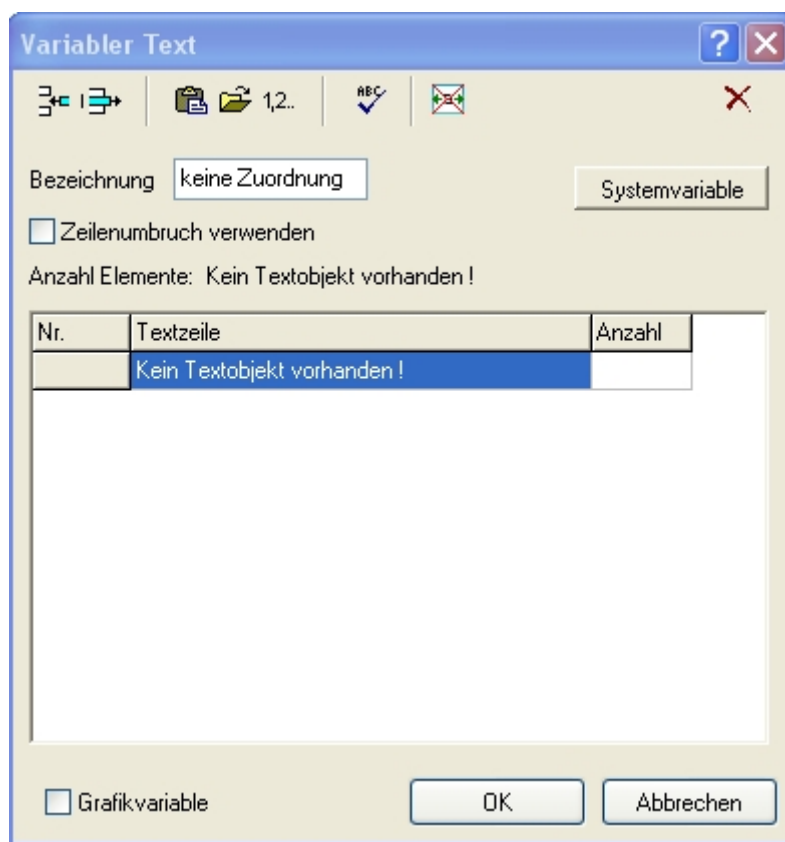 Variabler Text
1,2..
ABC
Bezeichnung keine Zuordnung
Systemvariable
Zeilenumbruch verwenden
Anzahl Elemente: Kein Textobjekt vorhanden !
Nr. Textzeile Anzahl
Kein Textobjekt vorhanden !
Grafikvariable OK Abbrechen